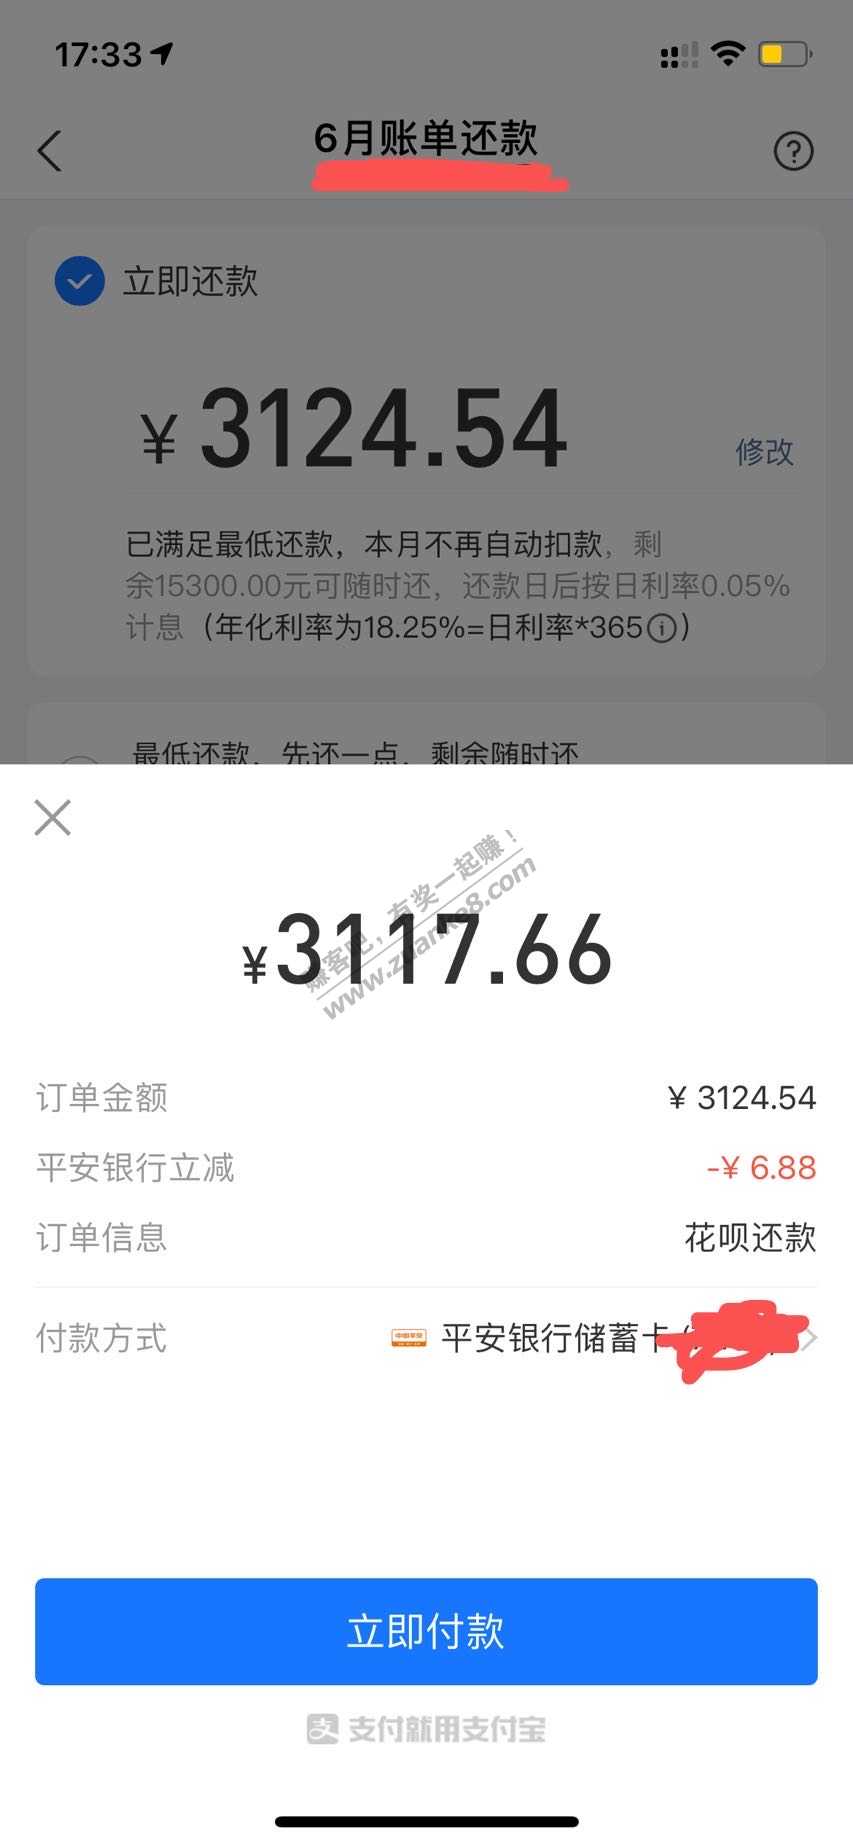 17:33
6月账单还款
立即还款
¥ 3124.54
修改
已满足最低还款，本月不再自动扣款，剩
余15300.00元可随时还，还款日后按日利率0.05%
计息（年化利率为18.25%=日利率*365）
最低还款，先还一点，剩余随时还
赚客吧，有奖一起赚！
www.zuanke8.com
¥3117.66
订单金额 ¥ 3124.54
平安银行立减 -¥ 6.88
订单信息 花呗还款
付款方式 平安银行储蓄卡
立即付款
支 支付就用支付宝